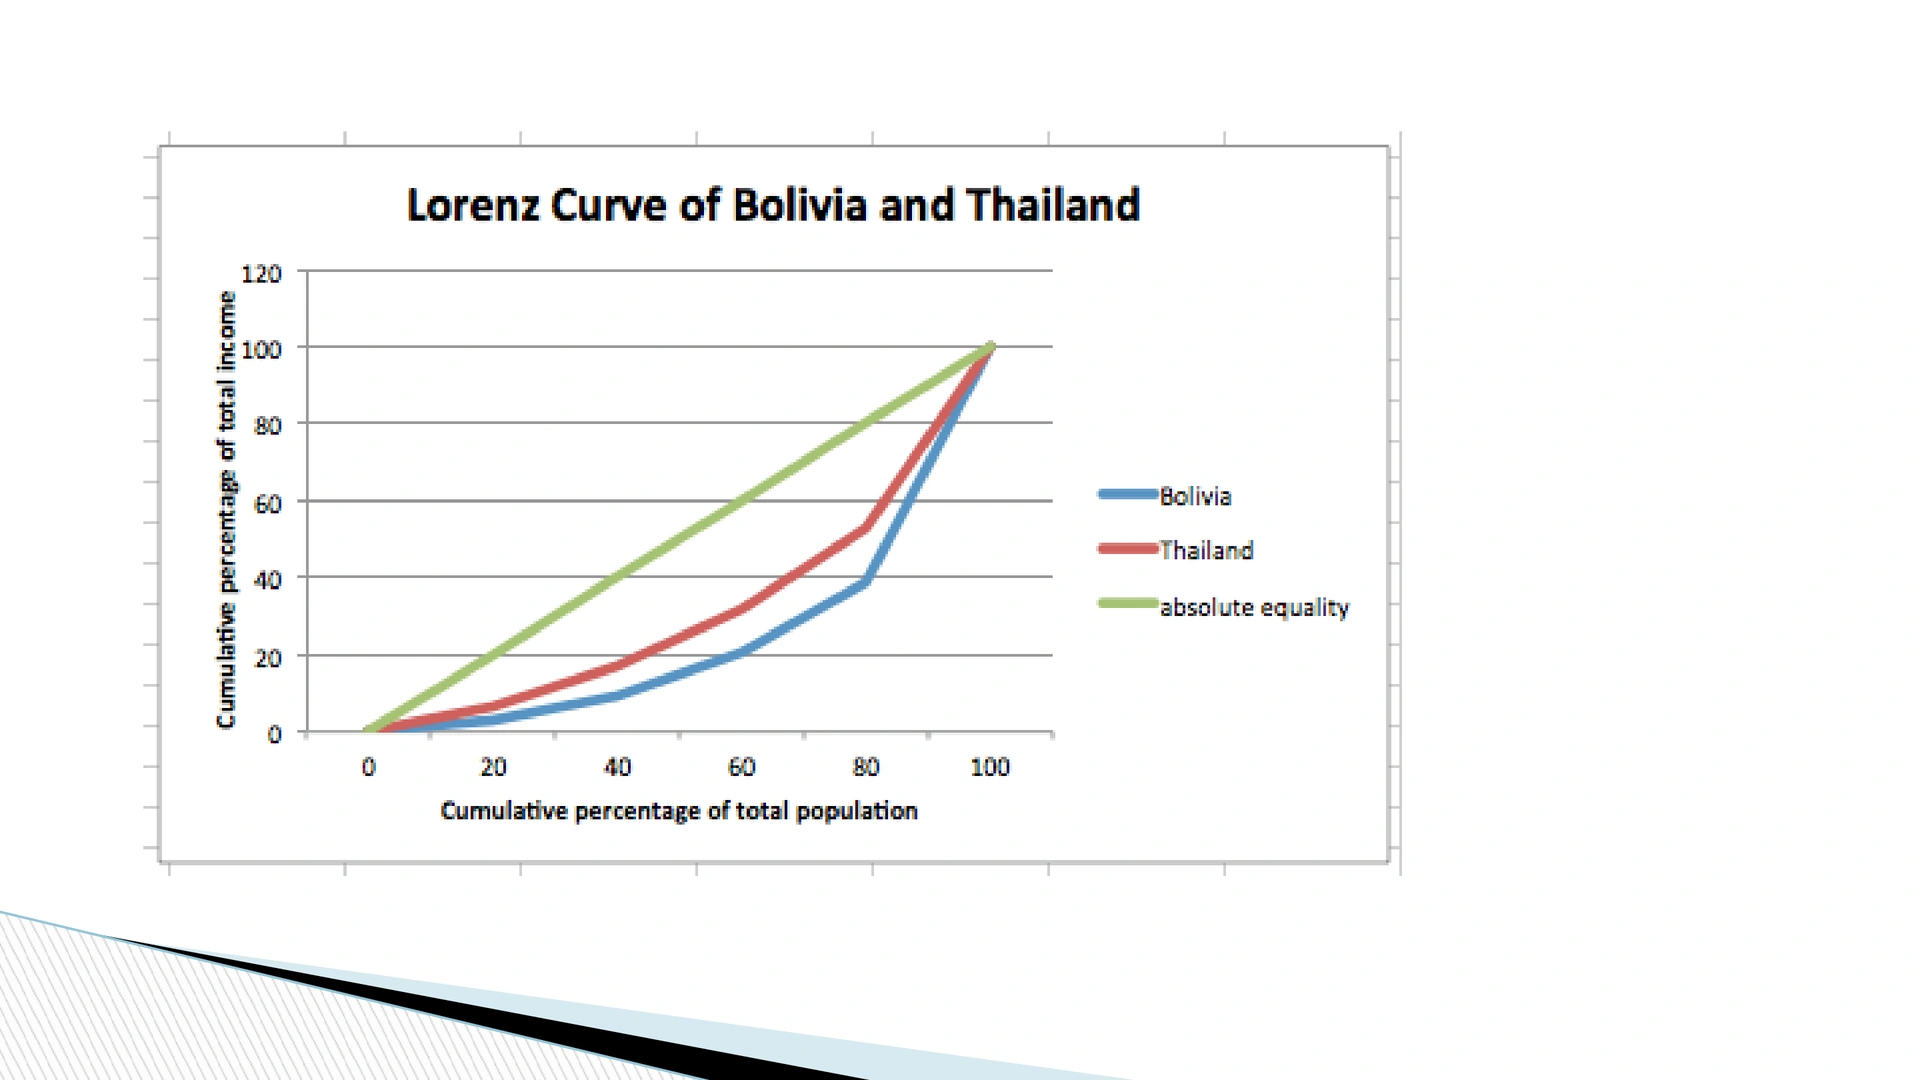 Lorenz Curve of Bolivia and Thailand
Cumulative percentage of total income
120
100
80
60
40
20
0
0 20 40 60 80 100
Cumulative percentage of total population
Bolivia
Thailand
absolute equality